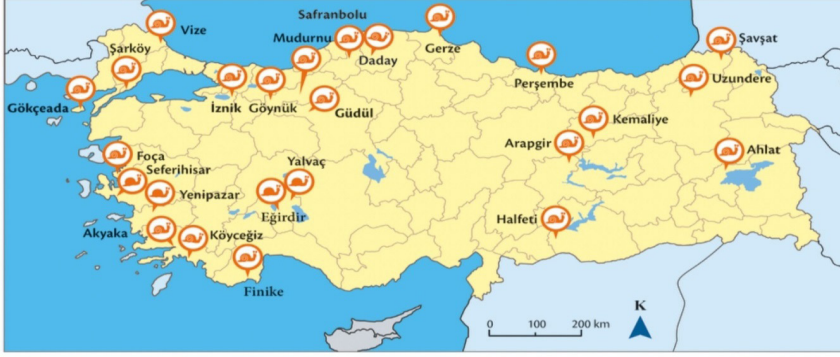 Safranbolu
Vize
Mudurnu
Gerze
Şavşat
Şarköy
Daday
Perşembe
Uzundere
Gökçeada
İznik
Göynük
Güdül
Kemaliye
Arapgir
Ahlat
Foça
Seferihisar
Yalvaç
Yenipazar
Eğirdir
Halfeti
Akyaka
Köyceğiz
Finike
K
0 100 200 km